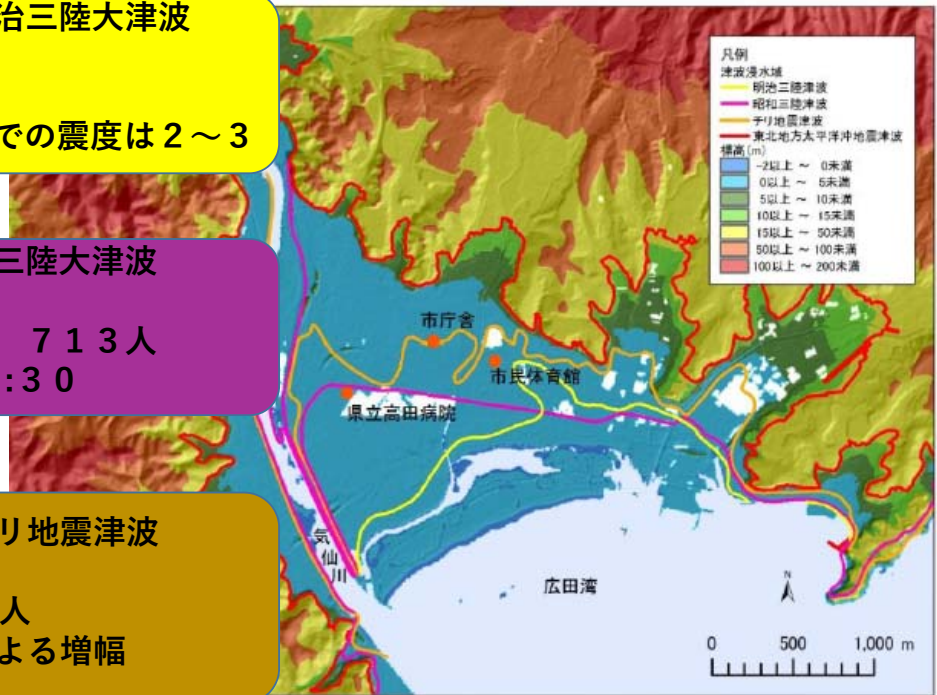 治三陸大津波
での震度は２～３
三陸大津波
７１３人
:３０
リ地震津波
人
よる増幅
凡例
津波浸水域
明治三陸津波
昭和三陸津波
チリ地震津波
東北地方太平洋沖地震津波
標高(m)
-2以上 ～ 0未満
0以上 ～ 5未満
5以上 ～ 10未満
10以上 ～ 15未満
15以上 ～ 50未満
50以上 ～ 100未満
100以上 ～ 200未満
市庁舎
市民体育館
県立高田病院
気仙川
広田湾
N
0 500 1,000 m